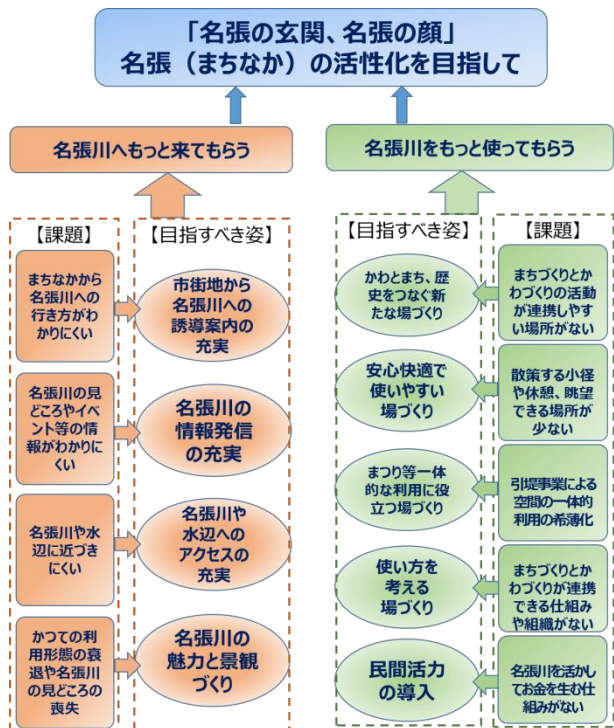 「名張の玄関、名張の顔」
名張（まちなか）の活性化を目指して
名張川へもっと来てもらう
名張川をもっと使ってもらう
【課題】
【目指すべき姿】
まちなかから
名張川への
行き方がわ
かりにくい
市街地から
名張川への
誘導案内の
充実
名張川の見
どころやイベ
ント等の情
報がわかりに
くい
名張川の
情報発信
の充実
名張川や水
辺に近づき
にくい
名張川や
水辺への
アクセスの
充実
かつての利
用形態の衰
退や名張川
の見どころの
喪失
名張川の
魅力と景観
づくり
【目指すべき姿】
【課題】
かわとまち、歴
史をつなぐ新
たな場づくり
まちづくりとか
わづくりの活動
が連携しやす
い場所がない
安心快適で
使いやすい
場づくり
散策する小径
や休憩、眺望
できる場所が
少ない
まつり等一体
的な利用に役
立つ場づくり
引堤事業による
空間の一体的
利用の希薄化
使い方を
考える
場づくり
まちづくりとか
わづくりが連携
できる仕組み
や組織がない
民間活力
の導入
名張川を活かし
てお金を生む仕
組みがない